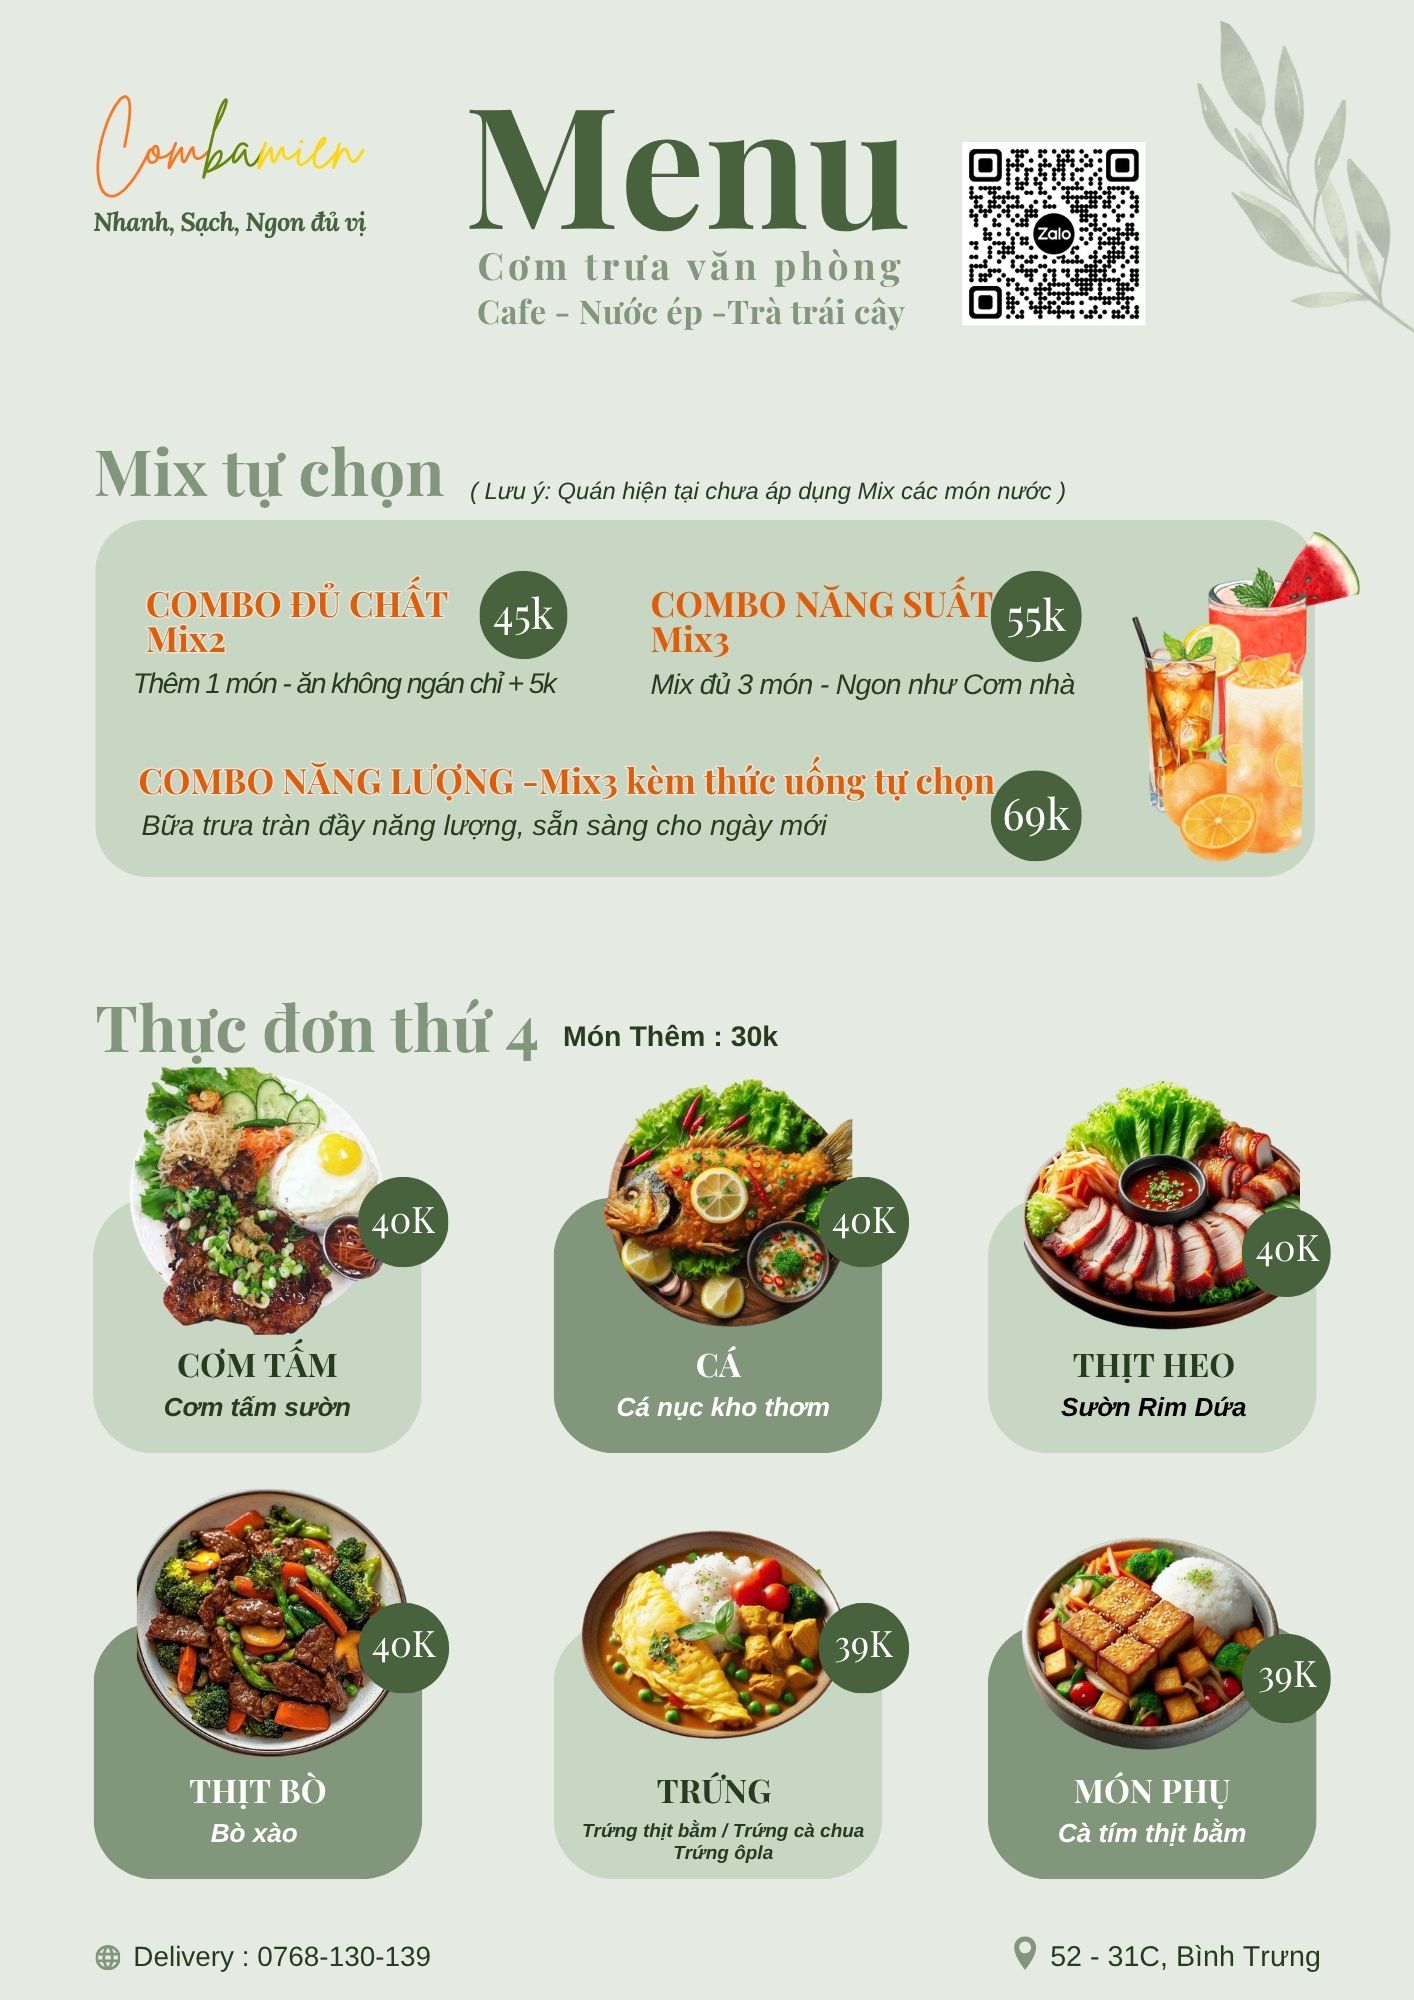 Combamien
Nhanh, Sạch, Ngon đủ vị
Menu
Cơm trưa văn phòng
Cafe - Nước ép -Trà trái cây
Zalo
Mix tự chọn
( Lưu ý: Quán hiện tại chưa áp dụng Mix các món nước )
COMBO ĐỦ CHẤT
Mix2
45k
Thêm 1 món - ăn không ngán chỉ + 5k
COMBO NĂNG SUẤT
Mix3
55k
Mix đủ 3 món - Ngon như Cơm nhà
COMBO NĂNG LƯỢNG -Mix3 kèm thức uống tự chọn
69k
Bữa trưa tràn đầy năng lượng, sẵn sàng cho ngày mới
Thực đơn thứ 4
Món Thêm : 30k
40K
CƠM TẤM
Cơm tấm sườn
40K
CÁ
Cá nục kho thơm
40K
THỊT HEO
Sườn Rim Dứa
40K
THỊT BÒ
Bò xào
39K
TRỨNG
Trứng thịt bằm / Trứng cà chua
Trứng ôpla
39K
MÓN PHỤ
Cà tím thịt bằm
Delivery : 0768-130-139
52 - 31C, Bình Trưng